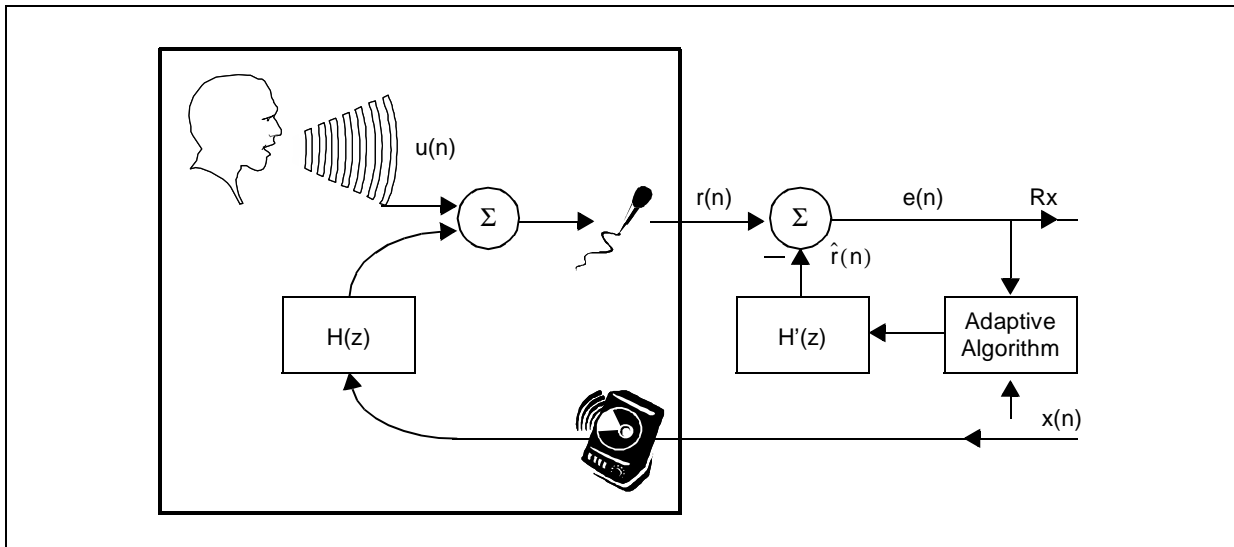 u(n)
Σ
r(n)
Σ
e(n)
Rx
— r̂(n)
H(z)
H’(z)
Adaptive
Algorithm
x(n)